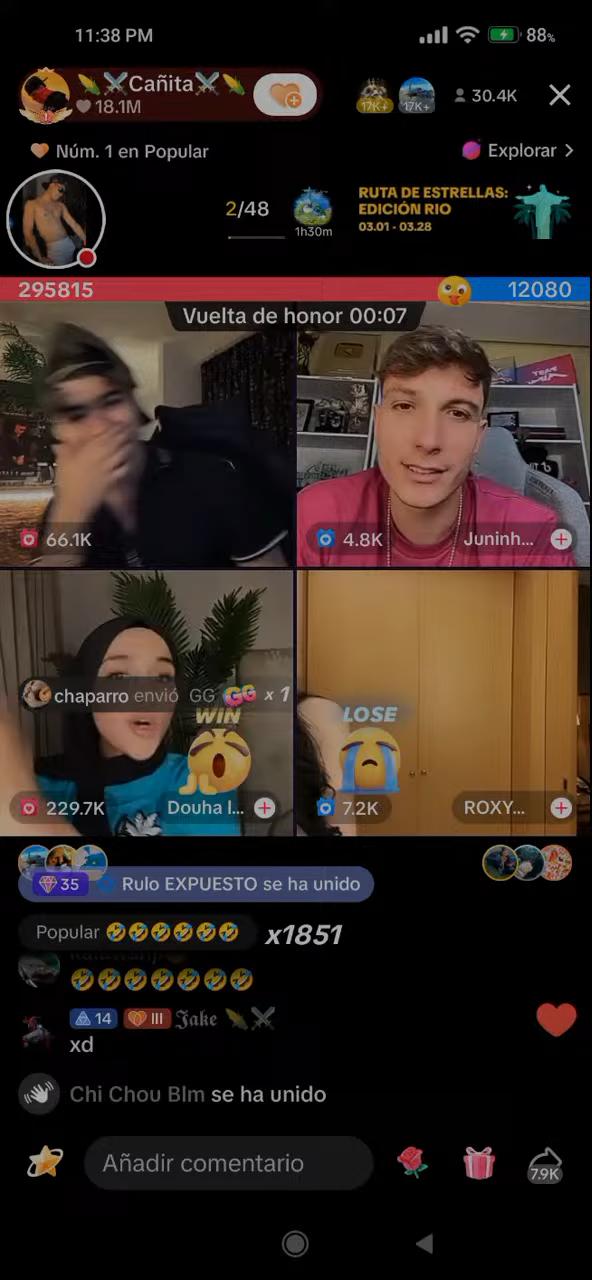 11:38 PM
88%
🌽⚔️Cañita⚔️🌽
18.1M
17K+
17K+
30.4K
Núm. 1 en Popular
Explorar >
2/48
1h30m
RUTA DE ESTRELLAS:
EDICIÓN RIO
03.01 - 03.28
295815
12080
Vuelta de honor 00:07
66.1K
4.8K
Juninh...
chaparro envió GG GG x 1
WIN
LOSE
229.7K
Douha l...
7.2K
ROXY...
35
Rulo EXPUESTO se ha unido
Popular 🤣🤣🤣🤣🤣🤣
x1851
🤣🤣🤣🤣🤣🤣🤣
14 III 𝕵𝖆𝖐𝖊 🌽⚔️
xd
Chi Chou Blm se ha unido
Añadir comentario
7.9K